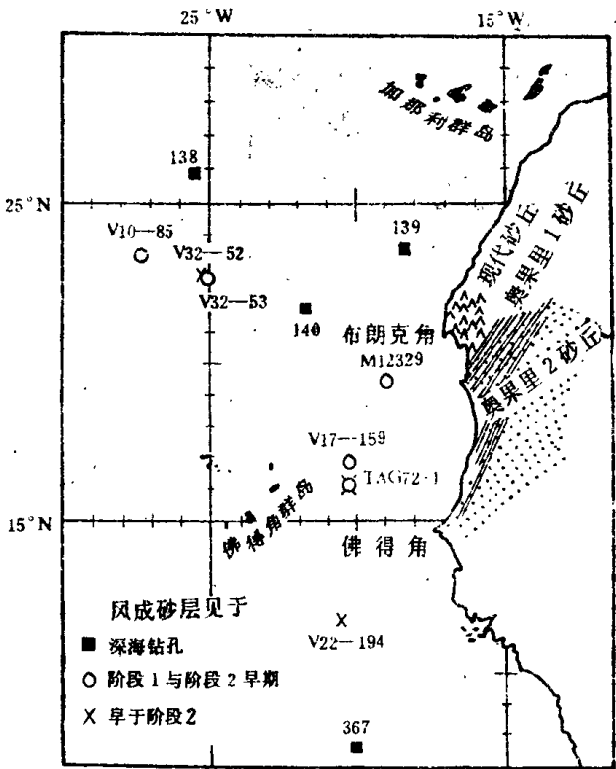 25°W
15°W
加那利群岛
138
25°N
V10—85
V32—52
V32—53
139
140
现代砂丘
奥果里1砂丘
布朗克角
M12329
奥果里2砂丘
V17—159
TAG72-1
佛得角群岛
15°N
佛得角
风成砂层见于
深海钻孔
阶段1与阶段2早期
早于阶段2
V22—194
367